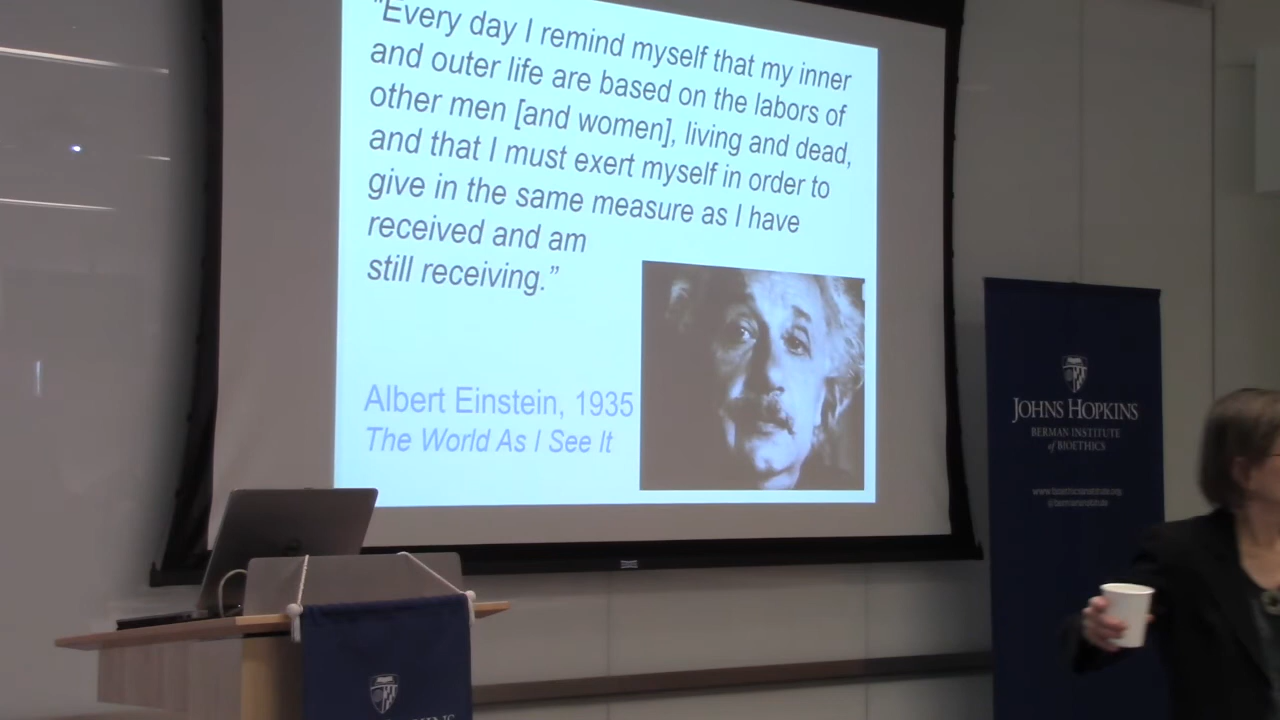 "Every day I remind myself that my inner
and outer life are based on the labors of
other men [and women], living and dead,
and that I must exert myself in order to
give in the same measure as I have
received and am
still receiving.”
Albert Einstein, 1935
The World As I See It
JOHNS HOPKINS
BERMAN INSTITUTE
of BIOETHICS